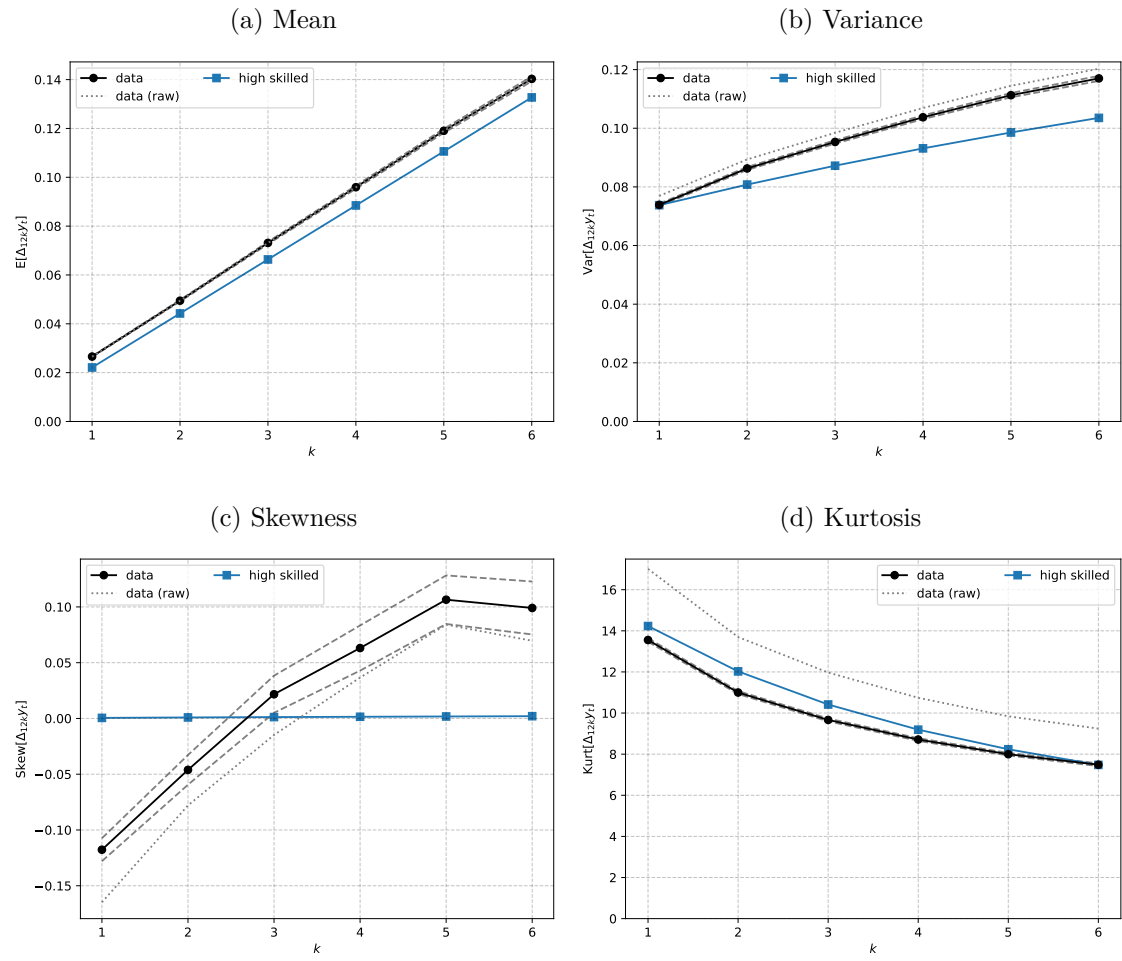 (a) Mean
data
high skilled
data (raw)
0.14
0.12
0.10
0.08
0.06
0.04
0.02
0.00
E[Δ₁₂ₖyₜ]
1 2 3 4 5 6
k
(b) Variance
data
high skilled
data (raw)
0.12
0.10
0.08
0.06
0.04
0.02
0.00
Var[Δ₁₂ₖyₜ]
1 2 3 4 5 6
k
(c) Skewness
data
high skilled
data (raw)
0.10
0.05
0.00
−0.05
−0.10
−0.15
Skew[Δ₁₂ₖyₜ]
1 2 3 4 5 6
k
(d) Kurtosis
data
high skilled
data (raw)
16
14
12
10
8
6
4
2
0
Kurt[Δ₁₂ₖyₜ]
1 2 3 4 5 6
k